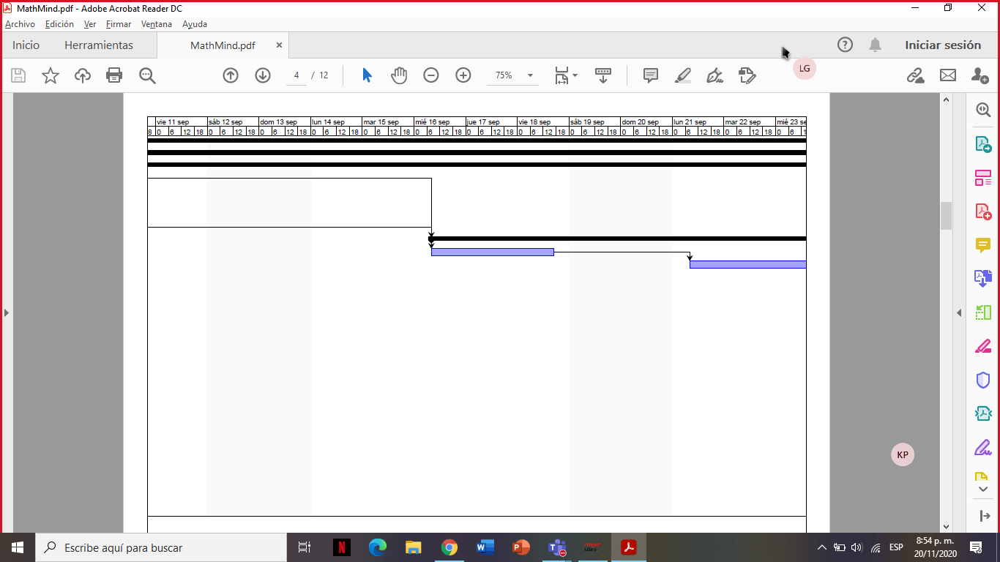 MathMind.pdf - Adobe Acrobat Reader DC
Archivo Edición Ver Firmar Ventana Ayuda
Inicio Herramientas MathMind.pdf × Iniciar sesión
4 / 12 75% LG
vie 11 sep sáb 12 sep dom 13 sep lun 14 sep mar 15 sep mié 16 sep jue 17 sep vie 18 sep sáb 19 sep dom 20 sep lun 21 sep mar 22 sep mié 23 se
8 0 6 12 18 0 6 12 18 0 6 12 18 0 6 12 18 0 6 12 18 0 6 12 18 0 6 12 18 0 6 12 18 0 6 12 18 0 6 12 18 0 6 12 18 0 6 12 18 0 6 1
KP
Escribe aquí para buscar
ESP
8:54 p. m.
20/11/2020